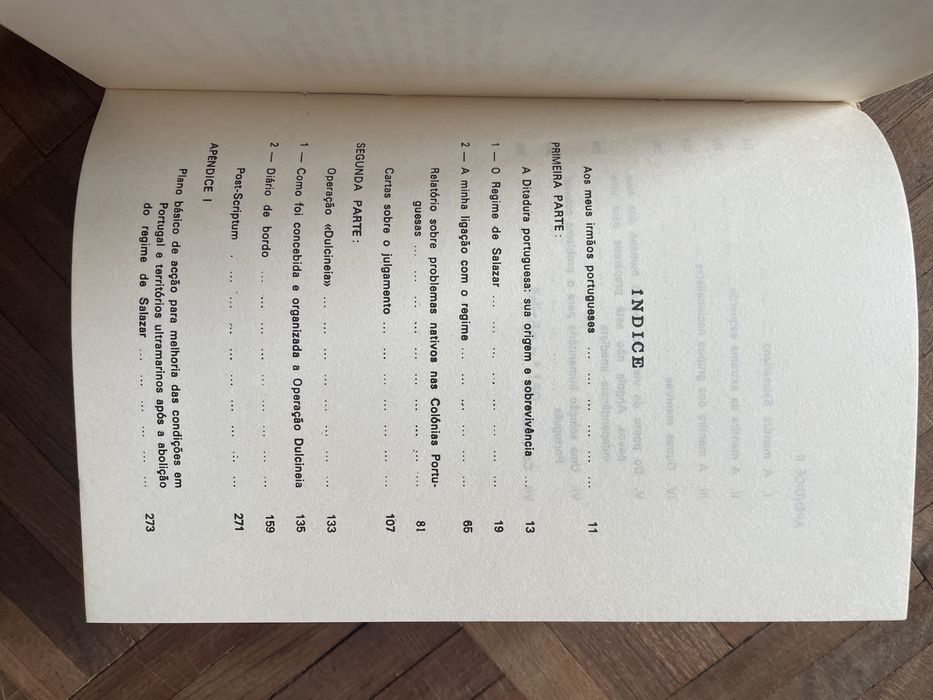 ÍNDICE
Aos meus irmãos portugueses ... ... ... ... ... ... 11
PRIMEIRA PARTE:
A Ditadura portuguesa: sua origem e sobrevivência ... 13
1 — O Regime de Salazar ... ... ... ... ... ... ... 19
2 — A minha ligação com o regime ... ... ... ... ... 65
Relatório sobre problemas nativos nas Colónias Portu-
guesas ... ... ... ... ... ... ... ... 81
Cartas sobre o julgamento ... ... ... ... ... ... 107
SEGUNDA PARTE:
Operação «Dulcineia» ... ... ... ... ... ... ... 133
1 — Como foi concebida e organizada a Operação Dulcineia 135
2 — Diário de bordo ... ... ... ... ... ... ... ... 159
Post-Scriptum . ... ... ... ... ... ... ... ... 271
APÊNDICE I
Plano básico de acção para melhoria das condições em
Portugal e territórios ultramarinos após a abolição
do regime de Salazar ... ... ... ... ... ... 273